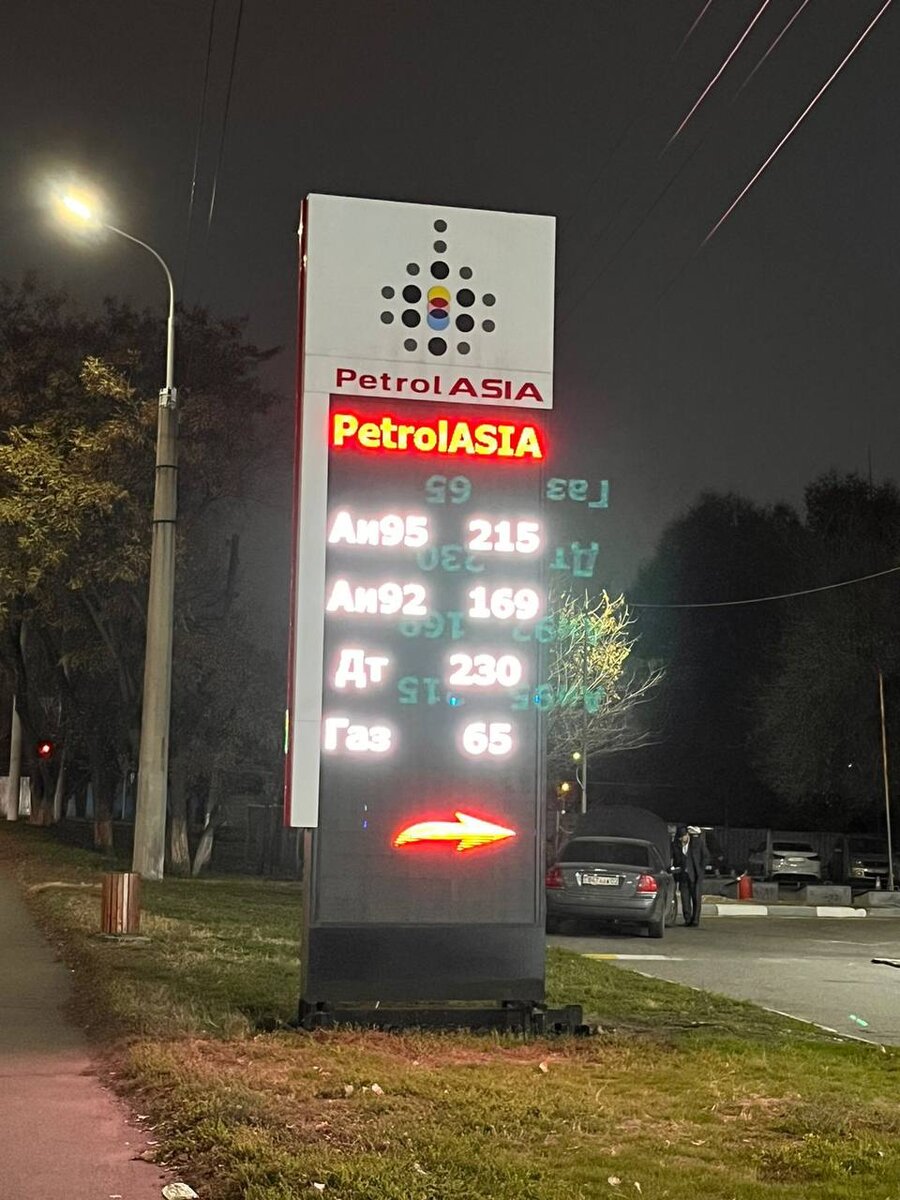 PetrolASIA
PetrolASIA
Аи95 215
Аи92 169
Дт 230
Газ 65